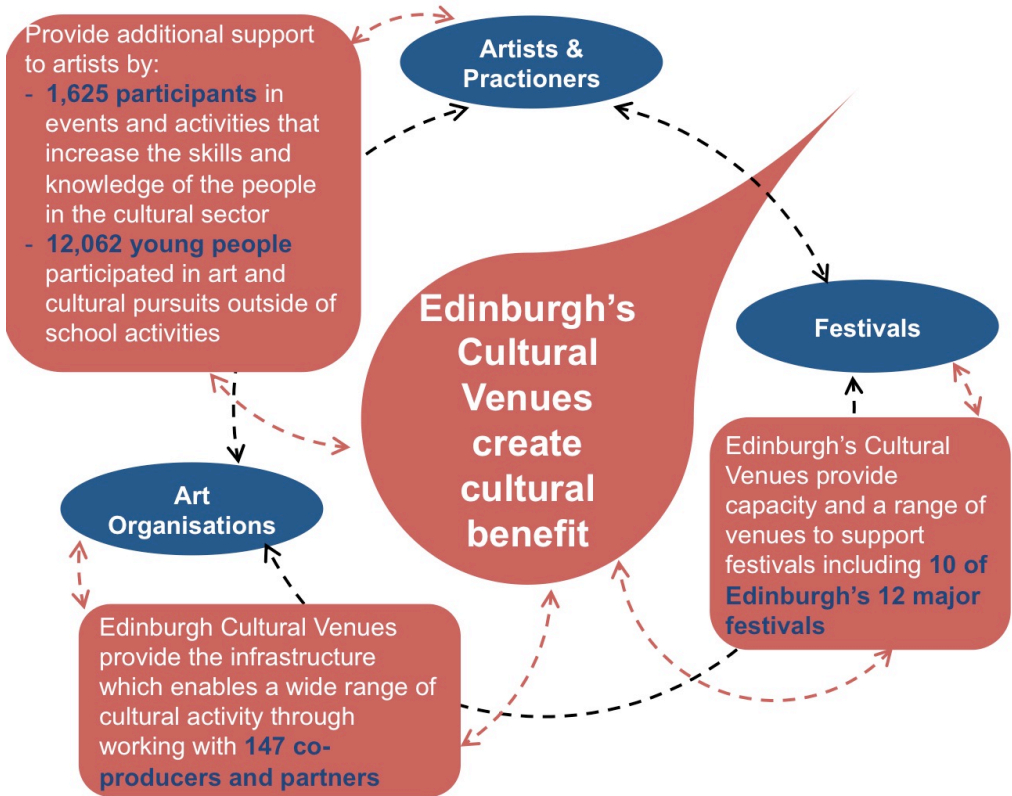 Provide additional support
to artists by:
- 1,625 participants in
events and activities that
increase the skills and
knowledge of the people
in the cultural sector
- 12,062 young people
participated in art and
cultural pursuits outside of
school activities
Artists &
Practioners
Edinburgh's
Cultural
Venues
create
cultural
benefit
Festivals
Edinburgh's Cultural
Venues provide
capacity and a range of
venues to support
festivals including 10 of
Edinburgh's 12 major
festivals
Art
Organisations
Edinburgh Cultural Venues
provide the infrastructure
which enables a wide range of
cultural activity through
working with 147 co-
producers and partners